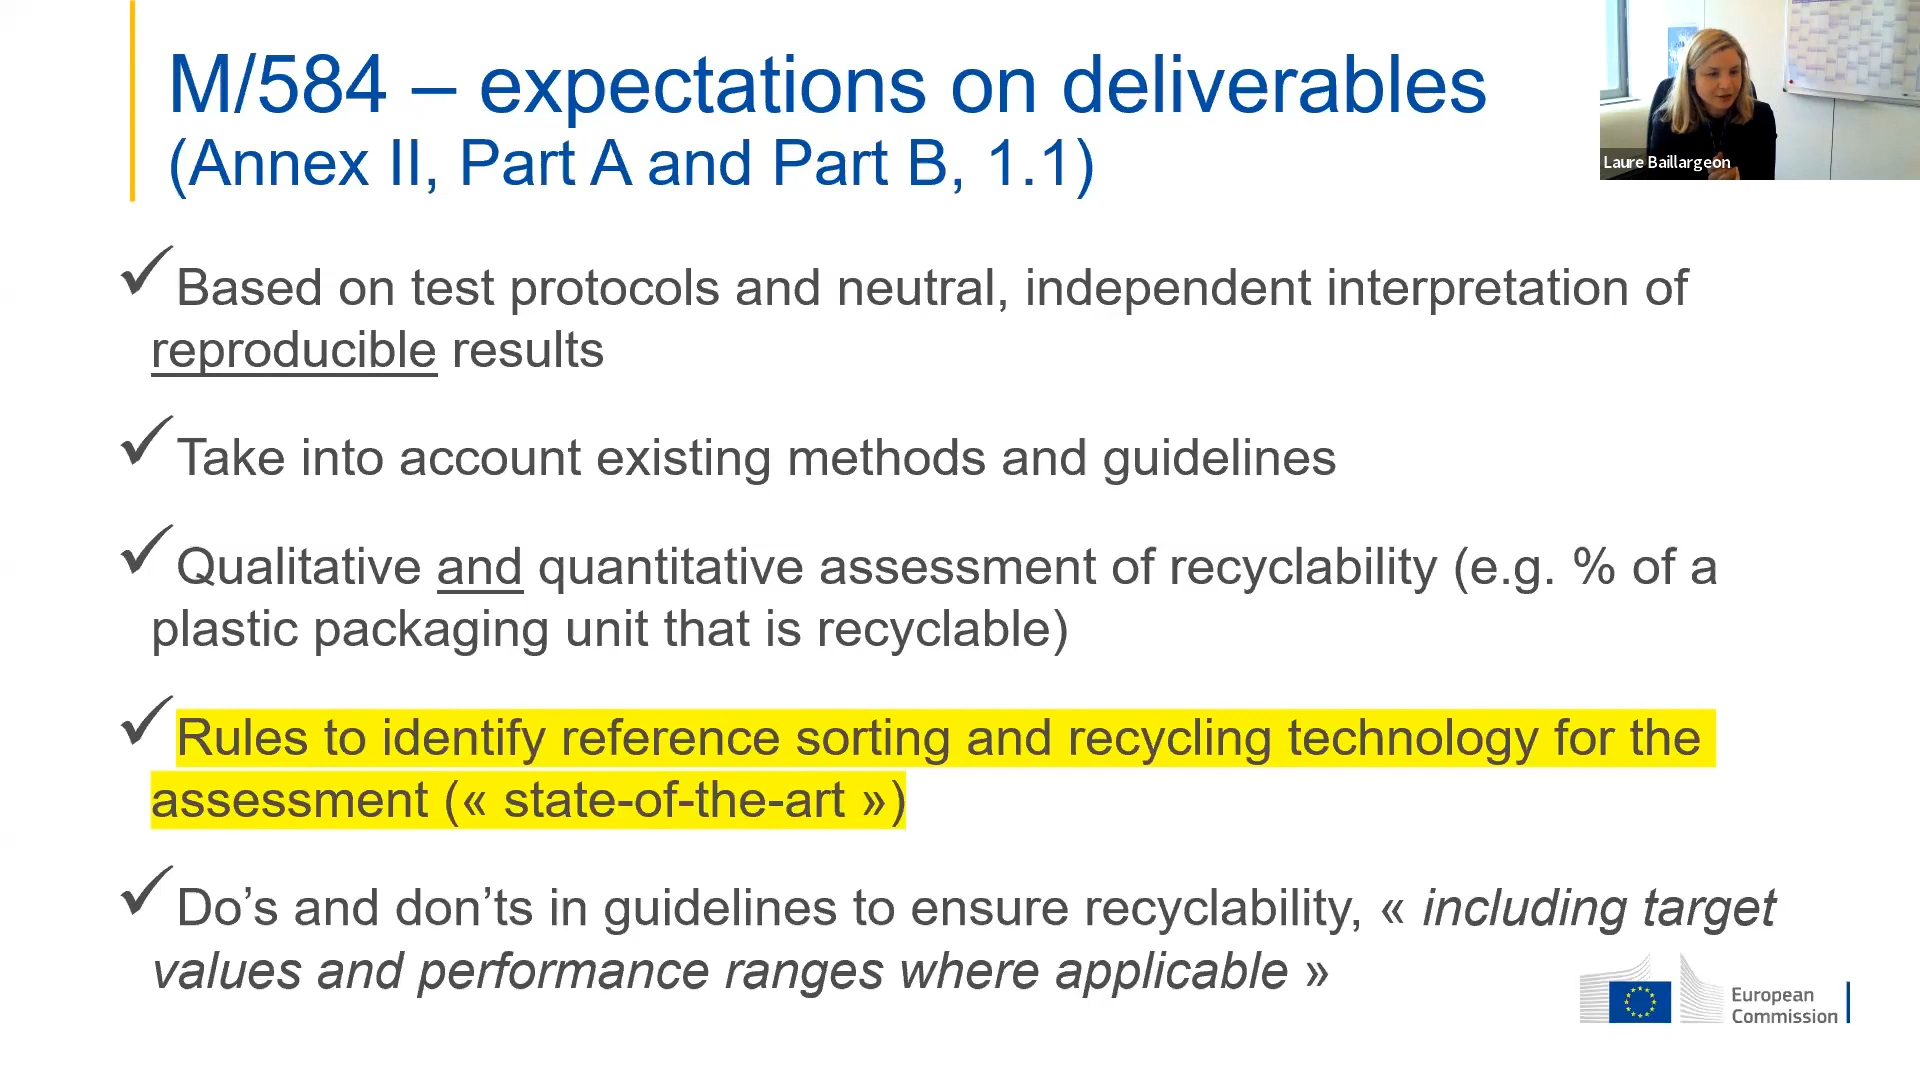 M/584 – expectations on deliverables
(Annex II, Part A and Part B, 1.1)
Laure Baillargeon
✓Based on test protocols and neutral, independent interpretation of
reproducible results
✓Take into account existing methods and guidelines
✓Qualitative and quantitative assessment of recyclability (e.g. % of a
plastic packaging unit that is recyclable)
✓Rules to identify reference sorting and recycling technology for the
assessment (« state-of-the-art »)
✓Do’s and don’ts in guidelines to ensure recyclability, « including target
values and performance ranges where applicable »
European
Commission